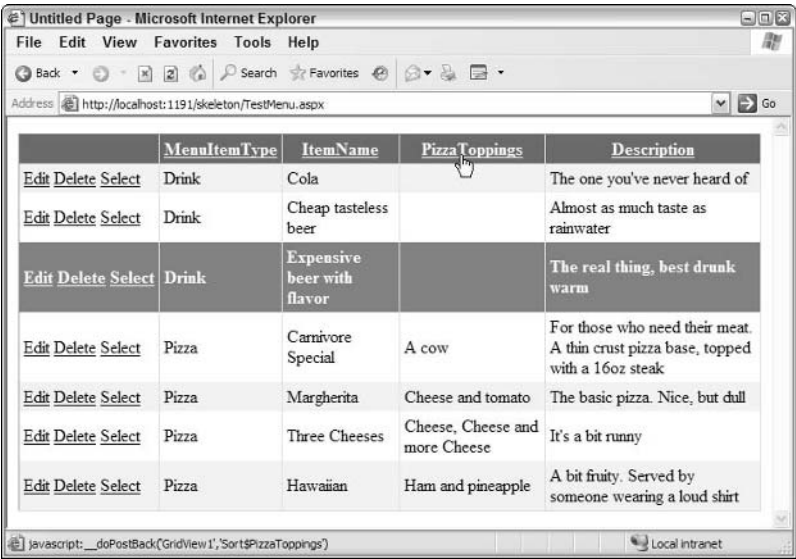 Untitled Page - Microsoft Internet Explorer
File Edit View Favorites Tools Help
Back Search Favorites
Address http://localhost:1191/skeleton/TestMenu.aspx Go
MenuItemType ItemName PizzaToppings Description
Edit Delete Select Drink Cola The one you've never heard of
Edit Delete Select Drink Cheap tasteless beer Almost as much taste as rainwater
Edit Delete Select Drink Expensive beer with flavor The real thing, best drunk warm
Edit Delete Select Pizza Carnivore Special A cow For those who need their meat. A thin crust pizza base, topped with a 16oz steak
Edit Delete Select Pizza Margherita Cheese and tomato The basic pizza. Nice, but dull
Edit Delete Select Pizza Three Cheeses Cheese, Cheese and more Cheese It's a bit runny
Edit Delete Select Pizza Hawaiian Ham and pineapple A bit fruity. Served by someone wearing a loud shirt
javascript:__doPostBack('GridView1','Sort$PizzaToppings') Local intranet